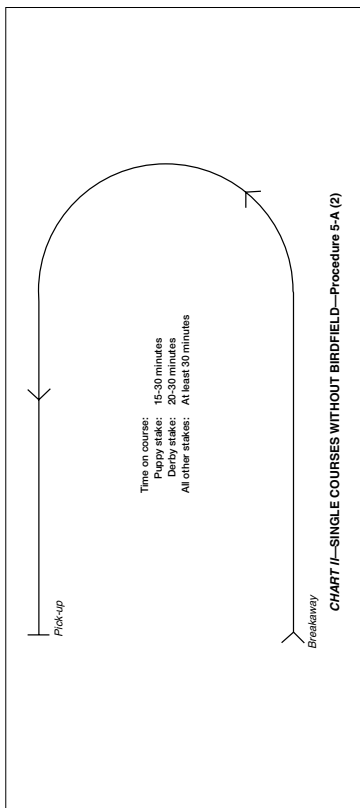 Pick-up
Time on course:
Puppy stake: 15-30 minutes
Derby stake: 20-30 minutes
All other stakes: At least 30 minutes
Breakaway
CHART II—SINGLE COURSES WITHOUT BIRDFIELD—Procedure 5-A (2)